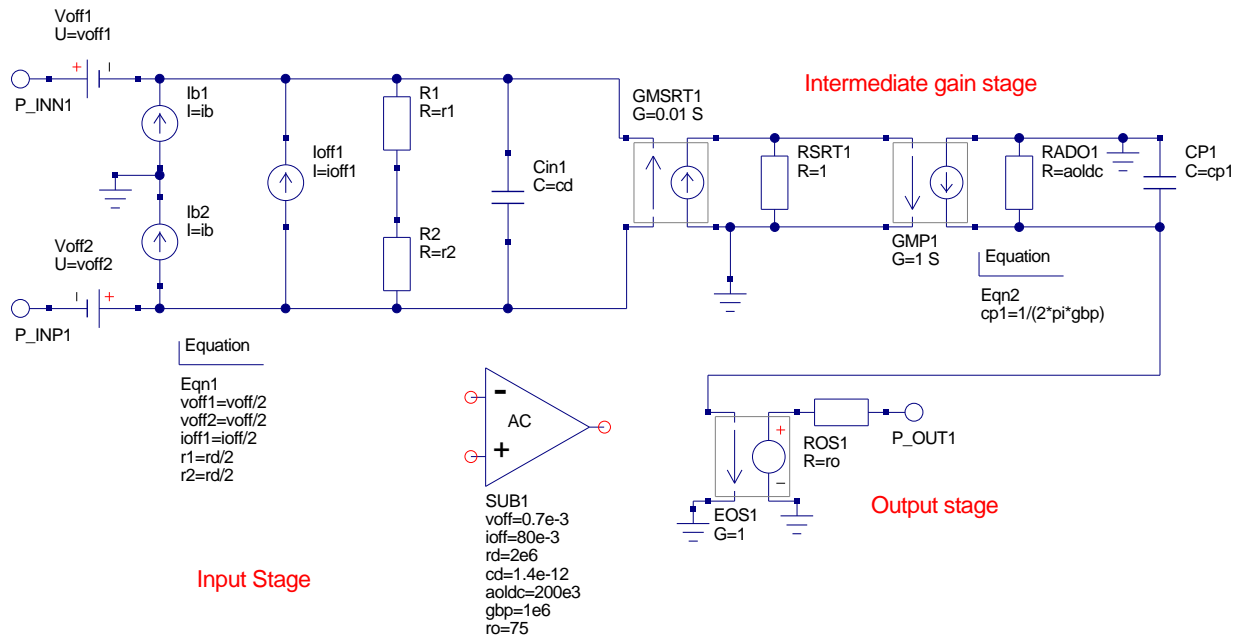 Voff1
U=voff1
+
P_INN1
Ib1
I=ib
Ioff1
I=ioff1
R1
R=r1
Cin1
C=cd
R2
R=r2
Ib2
I=ib
Voff2
U=voff2
+
P_INP1
GMSRT1
G=0.01 S
Intermediate gain stage
RSRT1
R=1
GMP1
G=1 S
RADO1
R=aoldc
CP1
C=cp1
Equation
Eqn2
cp1=1/(2*pi*gbp)
Equation
Eqn1
voff1=voff/2
voff2=voff/2
ioff1=ioff/2
r1=rd/2
r2=rd/2
-
AC
+
SUB1
voff=0.7e-3
ioff=80e-3
rd=2e6
cd=1.4e-12
aoldc=200e3
gbp=1e6
ro=75
+
EOS1
G=1
ROS1
R=ro
P_OUT1
Output stage
Input Stage